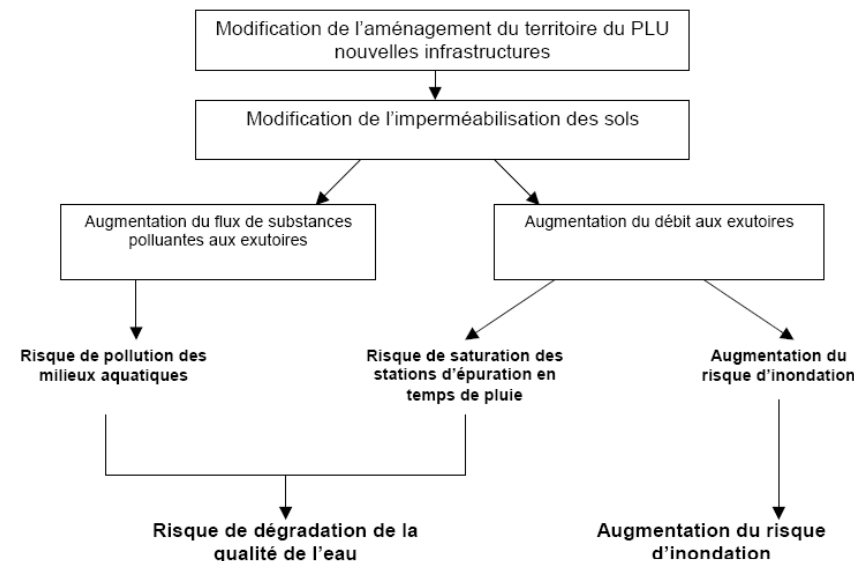 Modification de l'aménagement du territoire du PLU
nouvelles infrastructures
Modification de l'imperméabilisation des sols
Augmentation du flux de substances
polluantes aux exutoires
Augmentation du débit aux exutoires
Risque de pollution des
milieux aquatiques
Risque de saturation des
stations d'épuration en
temps de pluie
Augmentation du
risque d'inondation
Risque de dégradation de la
qualité de l'eau
Augmentation du risque
d'inondation